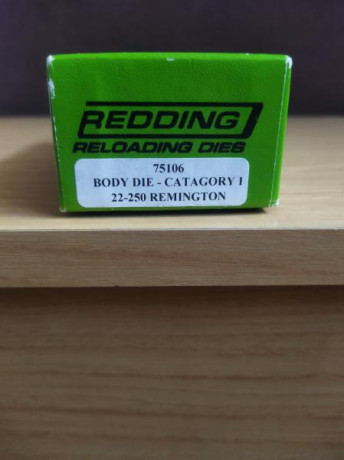 REDDING
RELOADING DIES
75106
BODY DIE - CATAGORY I
22-250 REMINGTON